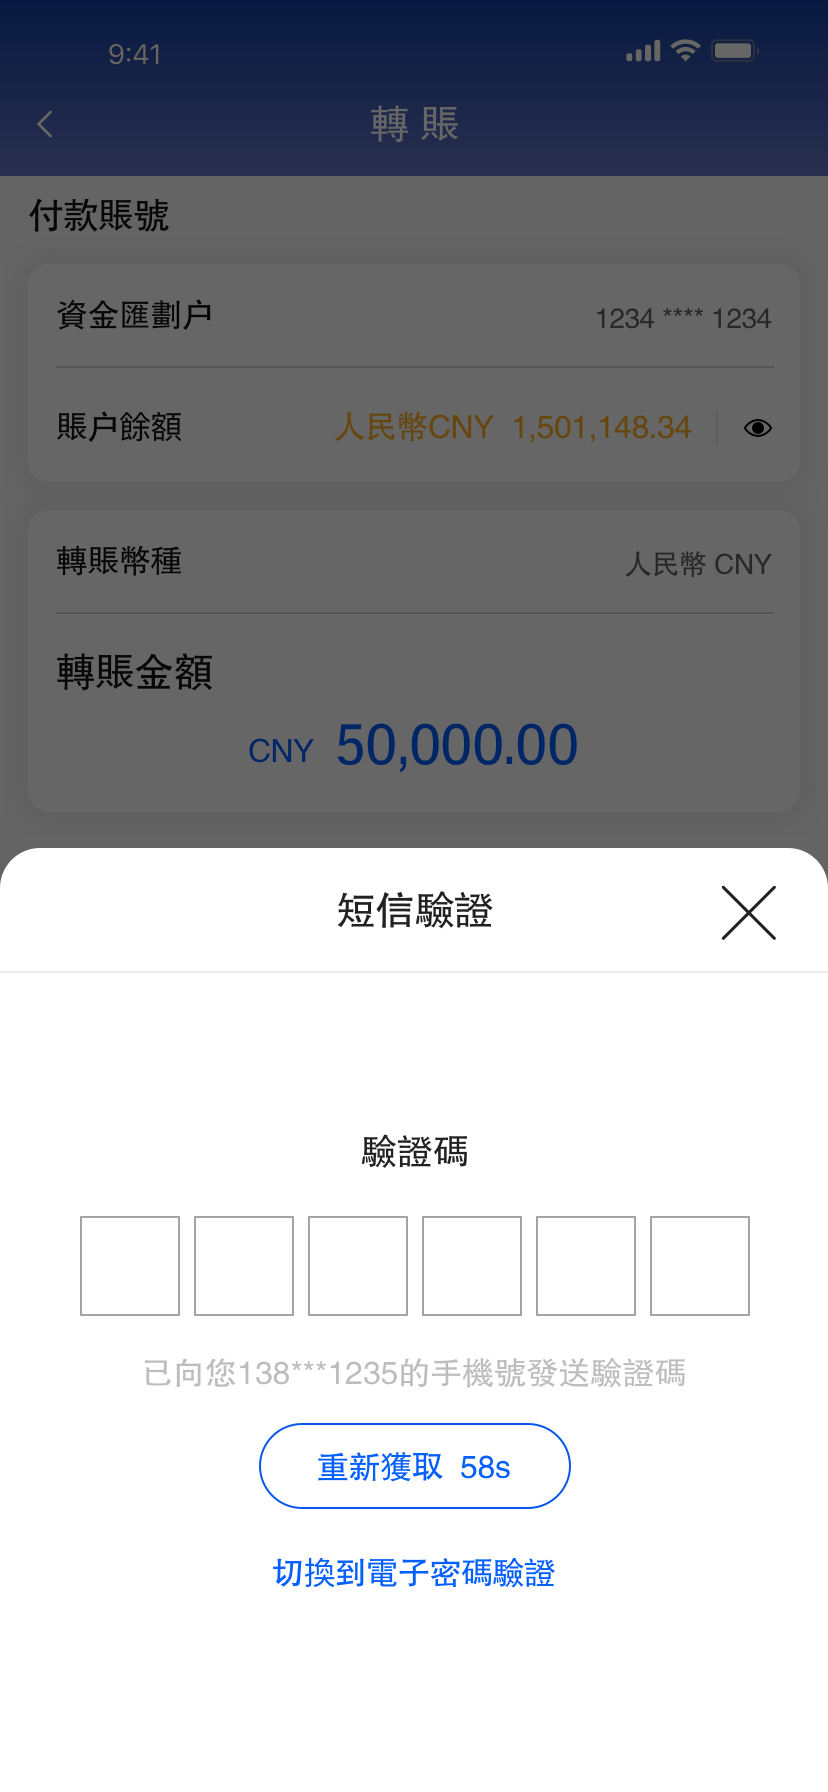 9:41
轉 賬
付款賬號
資金匯劃户 1234 **** 1234
賬户餘額 人民幣CNY 1,501,148.34
轉賬幣種 人民幣 CNY
轉賬金額
CNY 50,000.00
短信驗證
驗證碼
已向您138***1235的手機號發送驗證碼
重新獲取 58s
切換到電子密碼驗證